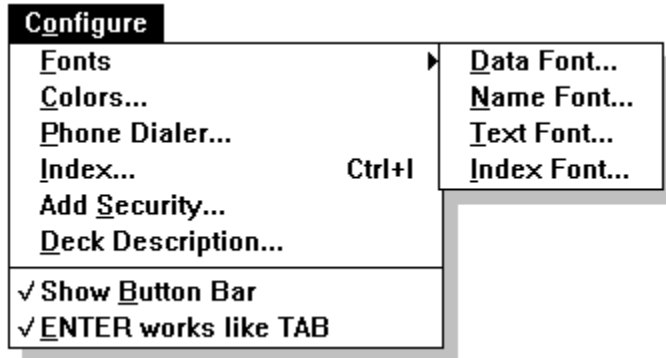 Configure
Fonts
Colors...
Phone Dialer...
Index... Ctrl+I
Add Security...
Deck Description...
✓ Show Button Bar
✓ ENTER works like TAB
Data Font...
Name Font...
Text Font...
Index Font...